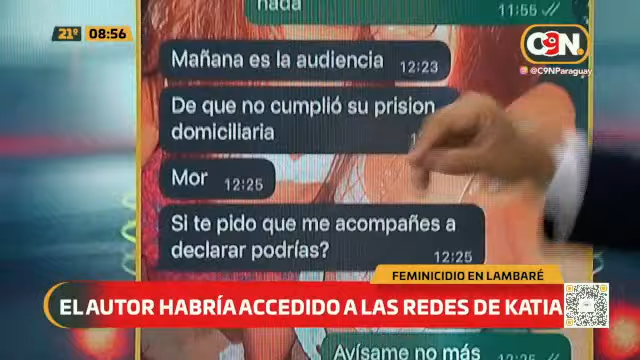 nada
11:55
21°
08:56
C9N.
@C9NParaguay
Mañana es la audiencia
12:23
De que no cumplió su prision
domiciliaria
Mor
12:25
Si te pido que me acompañes a
declarar podrías?
12:25
FEMINICIDIO EN LAMBARÉ
EL AUTOR HABRÍA ACCEDIDO A LAS REDES DE KATIA
Avísame no más
12:25